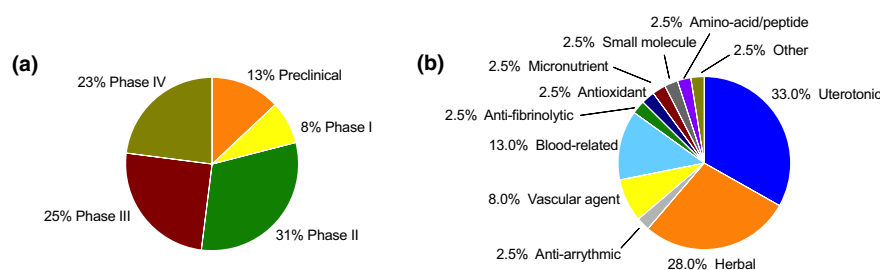 (a)
13% Preclinical
8% Phase I
31% Phase II
25% Phase III
23% Phase IV
(b)
2.5% Amino-acid/peptide
2.5% Small molecule
2.5% Other
2.5% Micronutrient
33.0% Uterotonic
2.5% Antioxidant
2.5% Anti-fibrinolytic
13.0% Blood-related
8.0% Vascular agent
2.5% Anti-arrythmic
28.0% Herbal